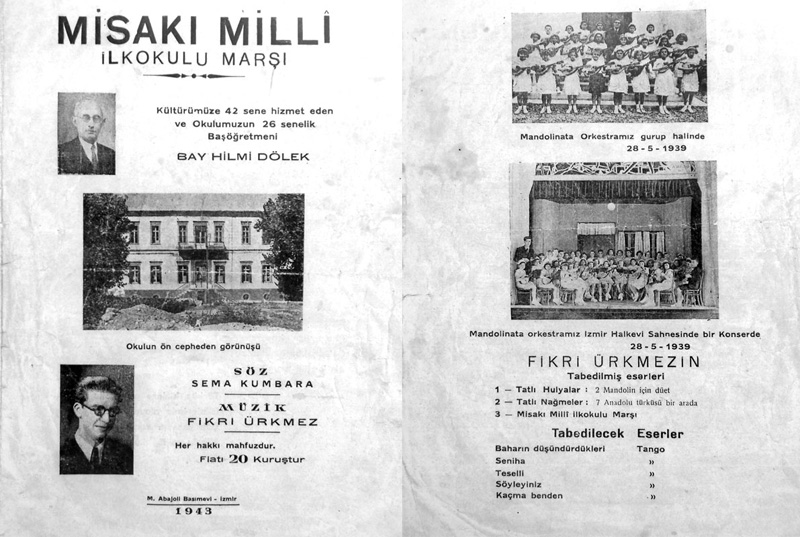 MİSAKI MİLLÎ
İLKOKULU MARŞI
Kültürümüze 42 sene hizmet eden
ve Okulumuzun 26 senelik
Başöğretmeni
BAY HİLMİ DÖLEK
Okulun ön cepheden görünüşü
SÖZ
SEMA KUMBARA
MÜZİK
FIKRI ÜRKMEZ
Her hakkı mahfuzdur.
Fiatı 20 Kuruştur
M. Abajoli Basımevi - İzmir
1943
Mandolinata Orkestramız gurup halinde
28 - 5 - 1939
Mandolinata orkestramız Izmir Halkevi Sahnesinde bir Konserde
28 - 5 - 1939
FIKRI ÜRKMEZIN
Tabedilmiş eserleri
1 — Tatlı Hulyalar : 2 Mandolin için düet
2 — Tatlı Nağmeler : 7 Anadolu türküsü bir arada
3 — Misakı Millî ilkokulu Marşı
Tabedilecek Eserler
Baharın düşündürdükleri Tango
Seniha »
Teselli »
Söyleyiniz »
Kaçma benden »